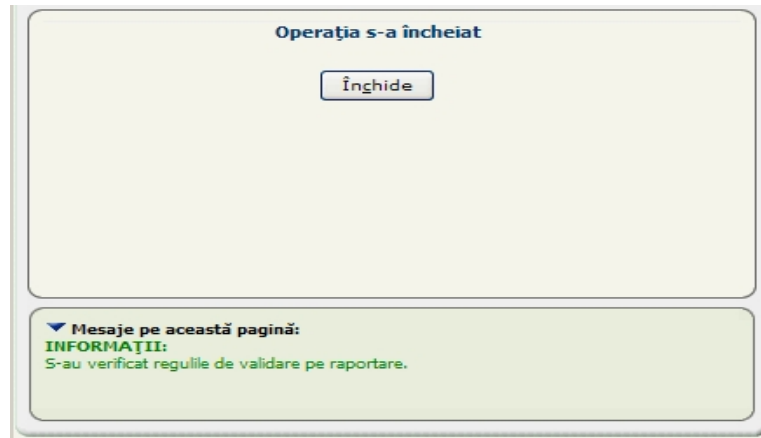 Operaţia s-a încheiat
Închide
Mesaje pe această pagină:
INFORMAŢII:
S-au verificat regulile de validare pe raportare.